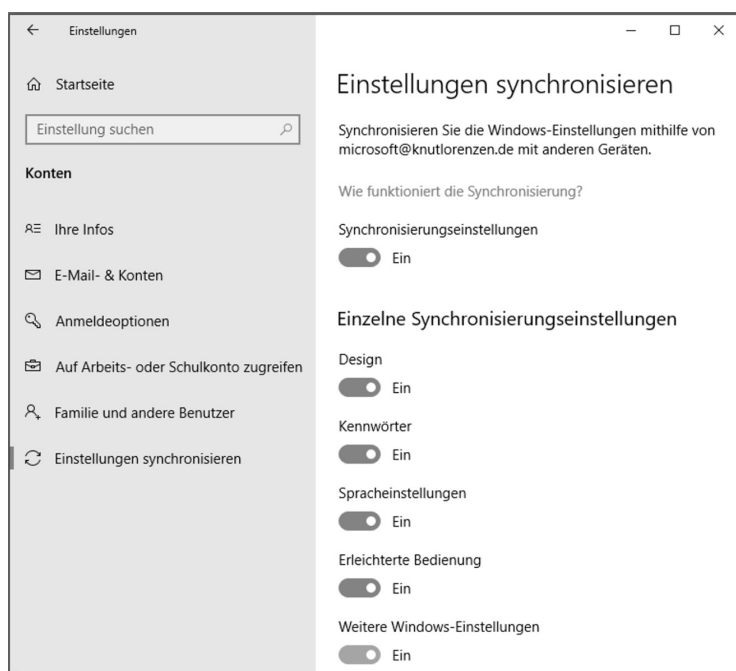 Einstellungen
Startseite
Einstellung suchen
Konten
Ihre Infos
E-Mail- & Konten
Anmeldeoptionen
Auf Arbeits- oder Schulkonto zugreifen
Familie und andere Benutzer
Einstellungen synchronisieren
Einstellungen synchronisieren
Synchronisieren Sie die Windows-Einstellungen mithilfe von
microsoft@knutlorenzen.de mit anderen Geräten.
Wie funktioniert die Synchronisierung?
Synchronisierungseinstellungen
Ein
Einzelne Synchronisierungseinstellungen
Design
Ein
Kennwörter
Ein
Spracheinstellungen
Ein
Erleichterte Bedienung
Ein
Weitere Windows-Einstellungen
Ein